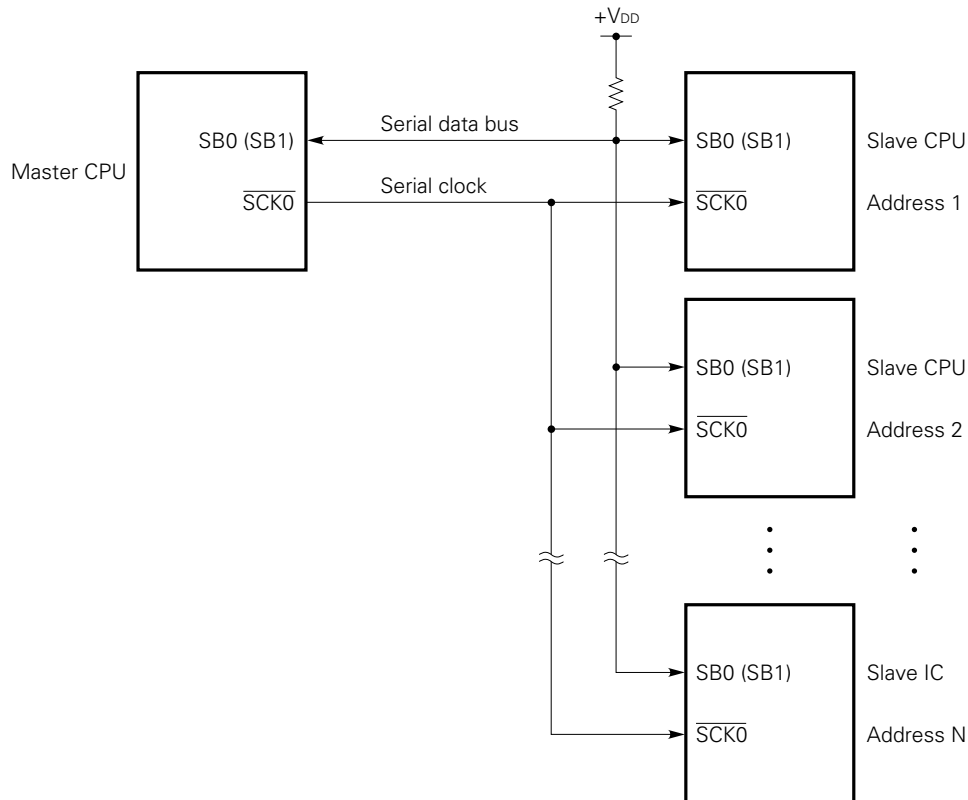 +VDD
Master CPU
SB0 (SB1)
SCK0
Serial data bus
Serial clock
SB0 (SB1)
SCK0
Slave CPU
Address 1
SB0 (SB1)
SCK0
Slave CPU
Address 2
SB0 (SB1)
SCK0
Slave IC
Address N